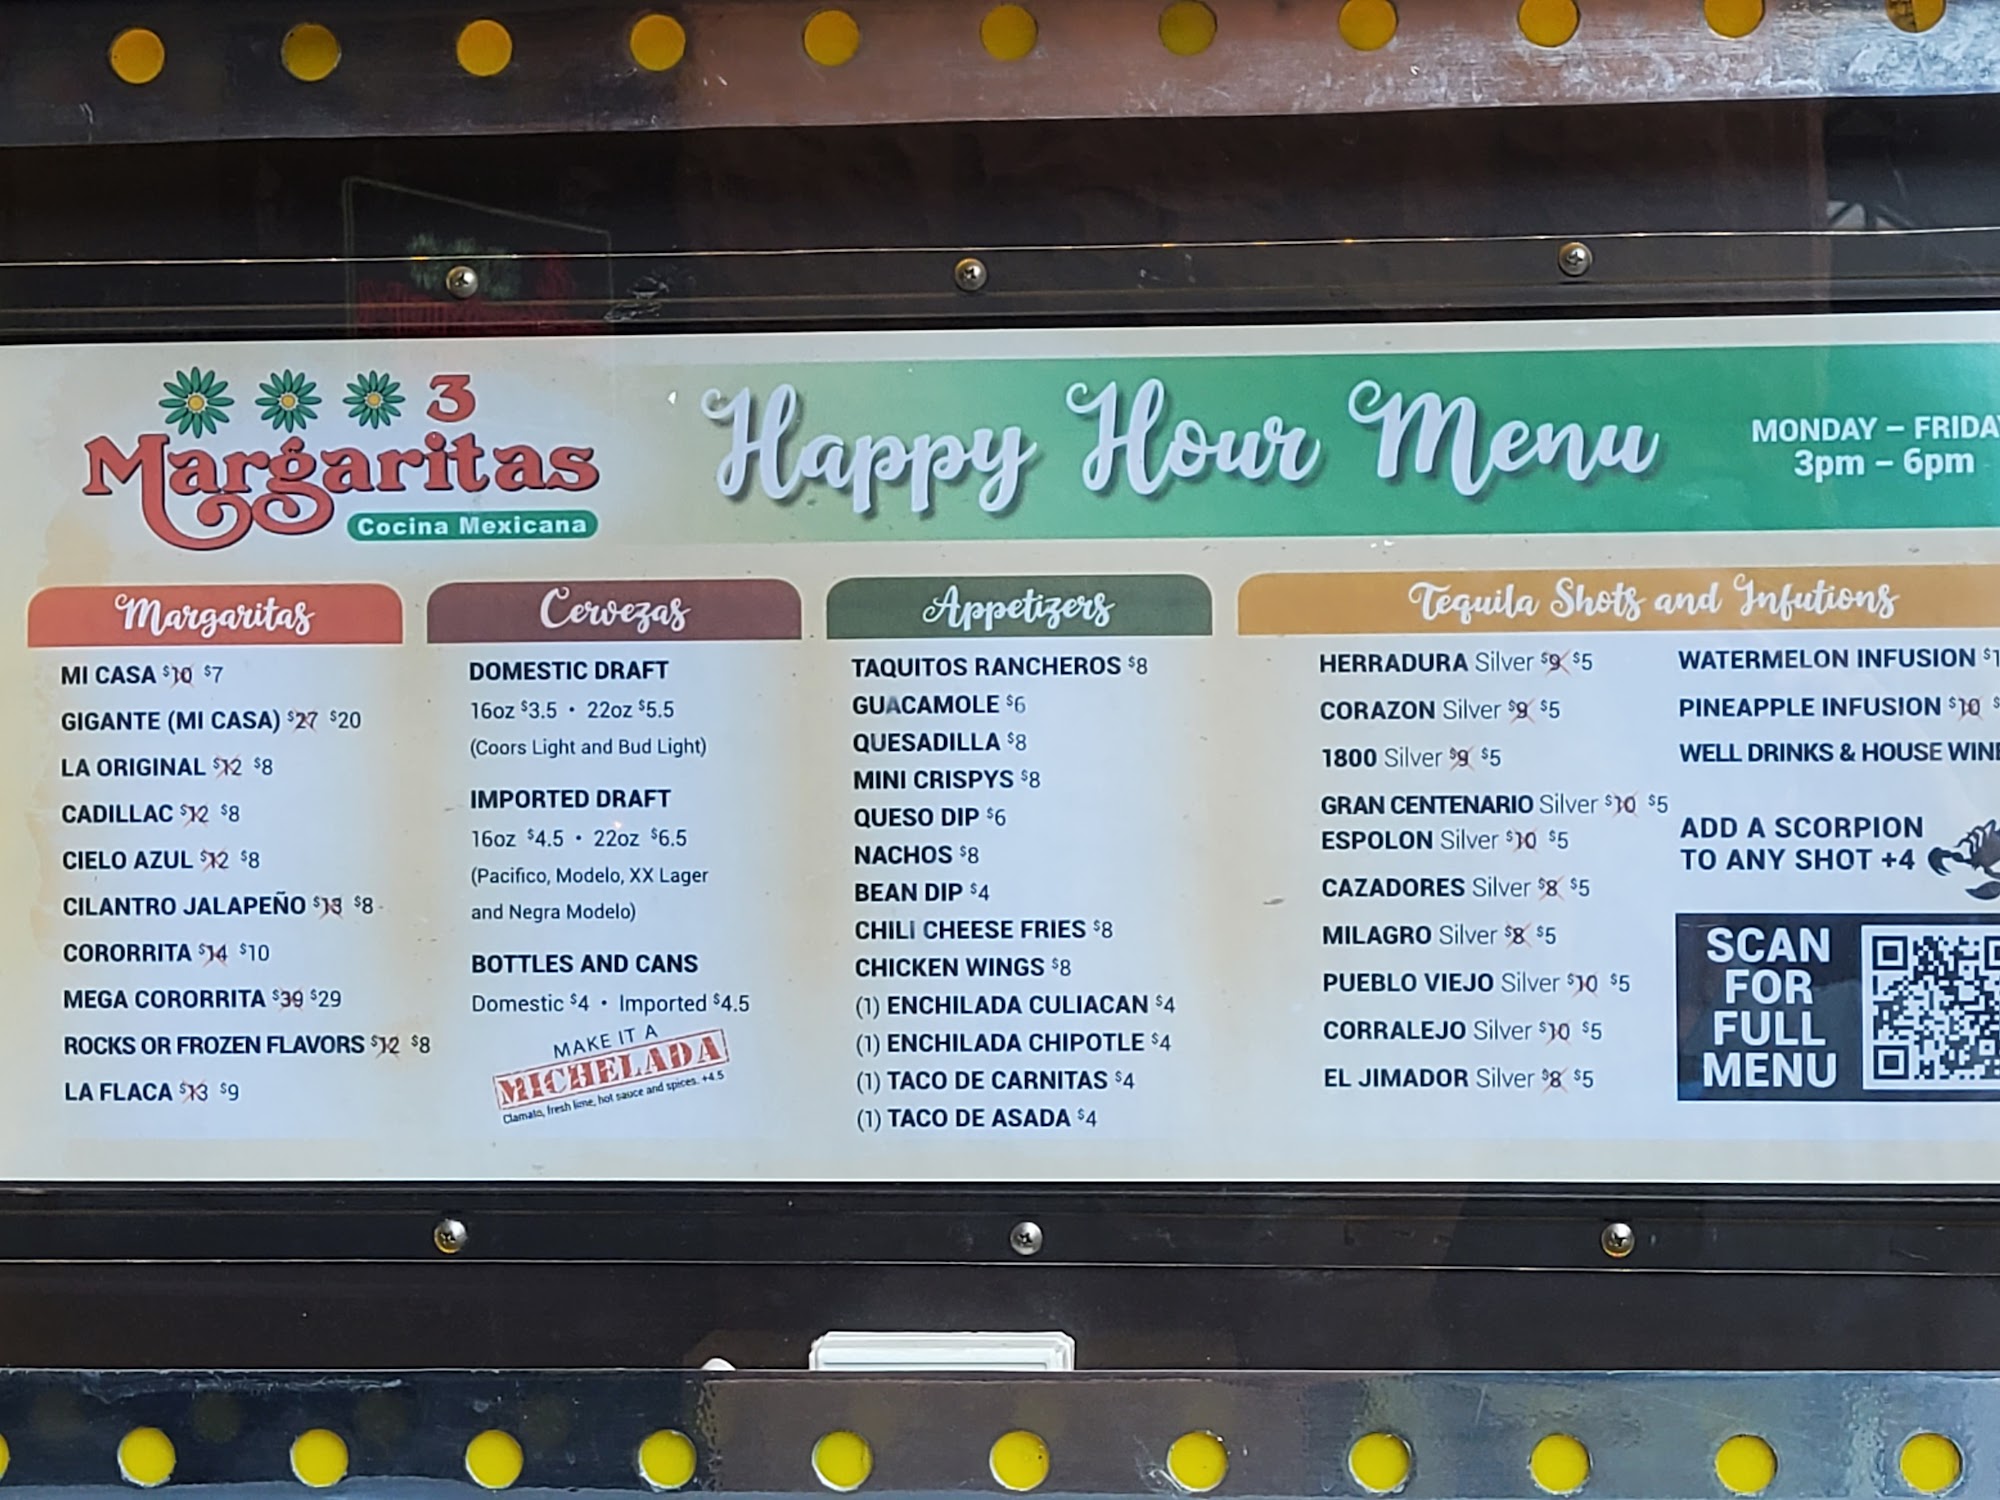 3
Margaritas
Cocina Mexicana
Happy Hour Menu
MONDAY – FRIDAY
3pm – 6pm
Margaritas
MI CASA $10 $7
GIGANTE (MI CASA) $27 $20
LA ORIGINAL $12 $8
CADILLAC $12 $8
CIELO AZUL $12 $8
CILANTRO JALAPEÑO $13 $8
CORORRITA $14 $10
MEGA CORORRITA $39 $29
ROCKS OR FROZEN FLAVORS $12 $8
LA FLACA $13 $9
Cervezas
DOMESTIC DRAFT
16oz $3.5 • 22oz $5.5
(Coors Light and Bud Light)
IMPORTED DRAFT
16oz $4.5 • 22oz $6.5
(Pacifico, Modelo, XX Lager
and Negra Modelo)
BOTTLES AND CANS
Domestic $4 • Imported $4.5
MAKE IT A
MICHELADA
Clamato, fresh lime, hot sauce and spices. +4.5
Appetizers
TAQUITOS RANCHEROS $8
GUACAMOLE $6
QUESADILLA $8
MINI CRISPYS $8
QUESO DIP $6
NACHOS $8
BEAN DIP $4
CHILI CHEESE FRIES $8
CHICKEN WINGS $8
(1) ENCHILADA CULIACAN $4
(1) ENCHILADA CHIPOTLE $4
(1) TACO DE CARNITAS $4
(1) TACO DE ASADA $4
Tequila Shots and Infutions
HERRADURA Silver $9 $5
CORAZON Silver $9 $5
1800 Silver $9 $5
GRAN CENTENARIO Silver $10 $5
ESPOLON Silver $10 $5
CAZADORES Silver $8 $5
MILAGRO Silver $8 $5
PUEBLO VIEJO Silver $10 $5
CORRALEJO Silver $10 $5
EL JIMADOR Silver $8 $5
WATERMELON INFUSION
PINEAPPLE INFUSION $10
WELL DRINKS & HOUSE WINE
ADD A SCORPION
TO ANY SHOT +4
SCAN
FOR
FULL
MENU